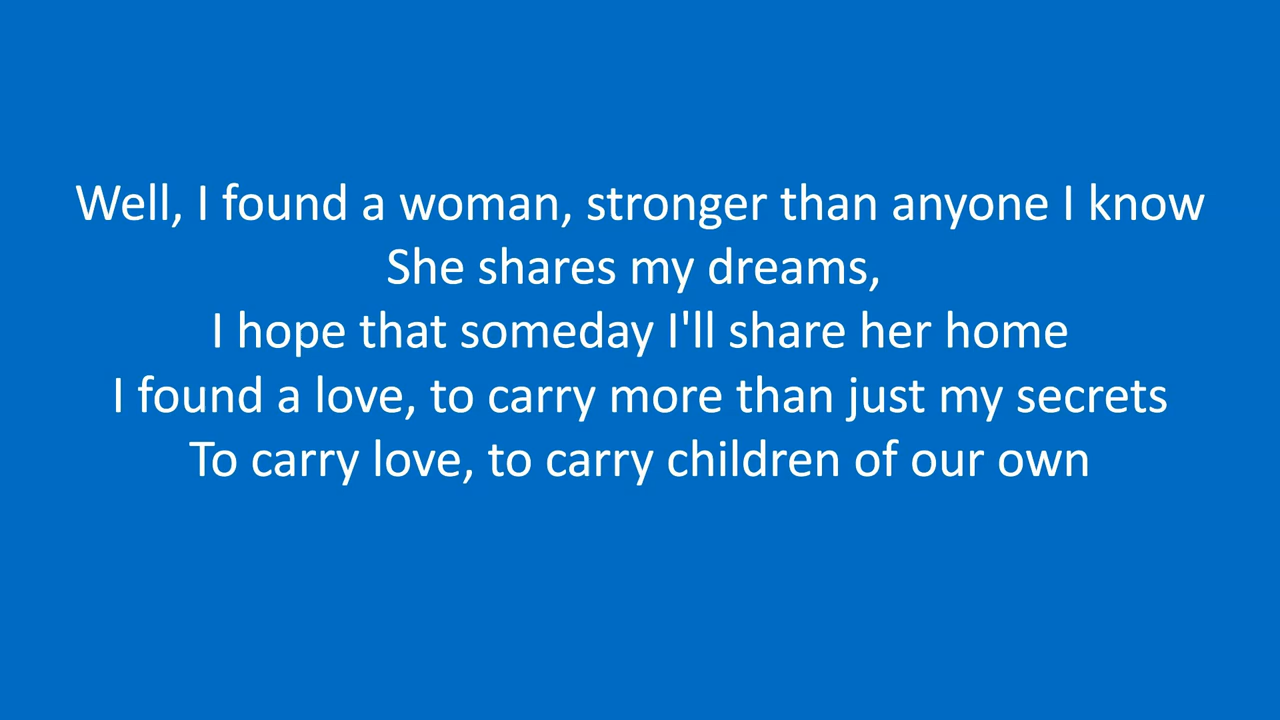 Well, I found a woman, stronger than anyone I know
She shares my dreams,
I hope that someday I'll share her home
I found a love, to carry more than just my secrets
To carry love, to carry children of our own